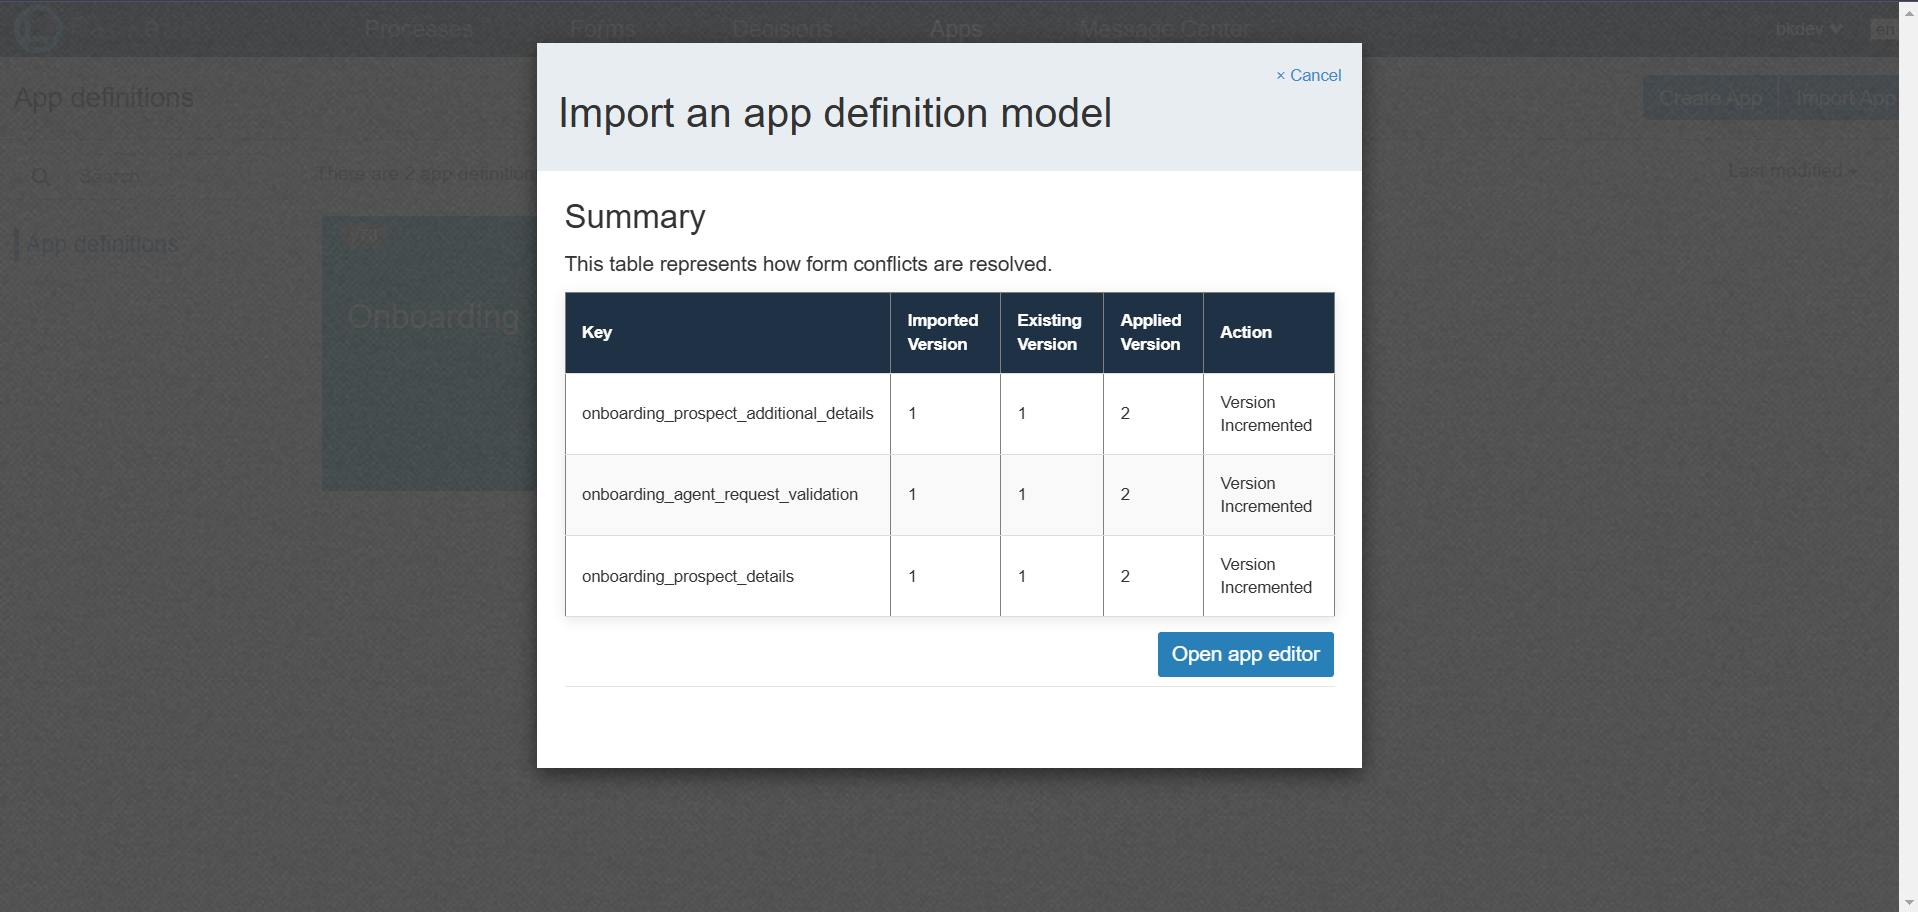 Processes Forms Decisions Apps Message Center bkdev en
× Cancel
Import an app definition model
App definitions
Create App Import App
Search
There are 2 app definition
Last modified
App definitions
Onboarding
Summary
This table represents how form conflicts are resolved.
Key Imported Version Existing Version Applied Version Action
onboarding_prospect_additional_details 1 1 2 Version Incremented
onboarding_agent_request_validation 1 1 2 Version Incremented
onboarding_prospect_details 1 1 2 Version Incremented
Open app editor